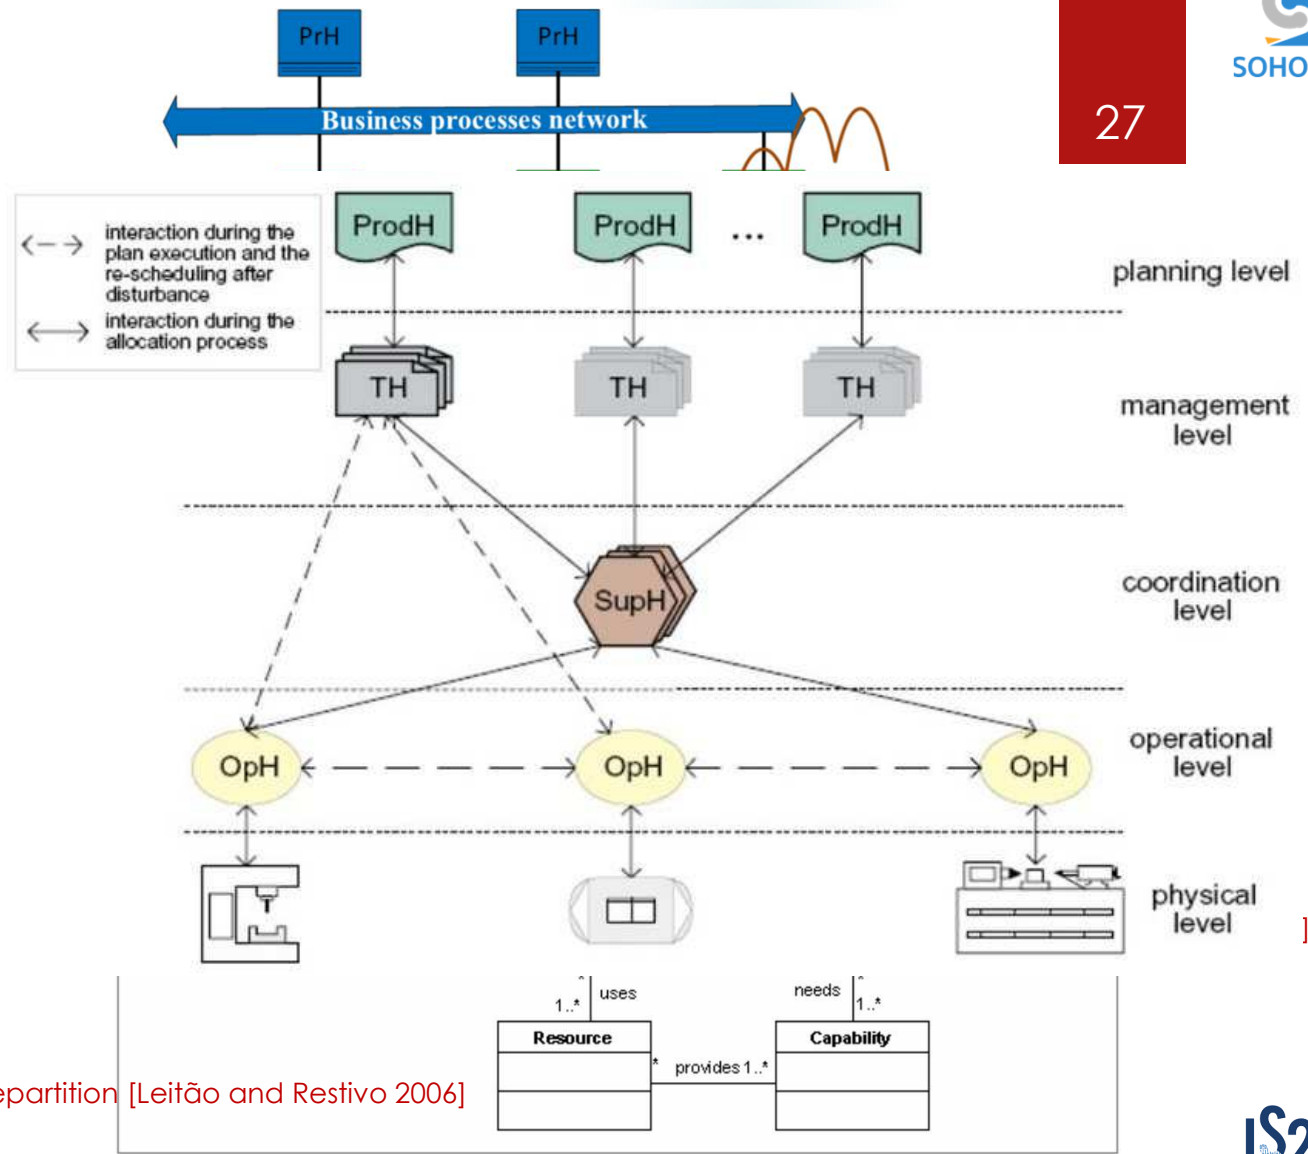 PrH
PrH
SOHO
27
Business processes network
interaction during the
plan execution and the
re-scheduling after
disturbance
interaction during the
allocation process
ProdH
ProdH
...
ProdH
planning level
TH
TH
TH
management
level
SupH
coordination
level
OpH
OpH
OpH
operational
level
physical
level
]
*
uses
1..*
needs
*
1..*
Resource
Capability
*
provides 1..*
epartition [Leitão and Restivo 2006]